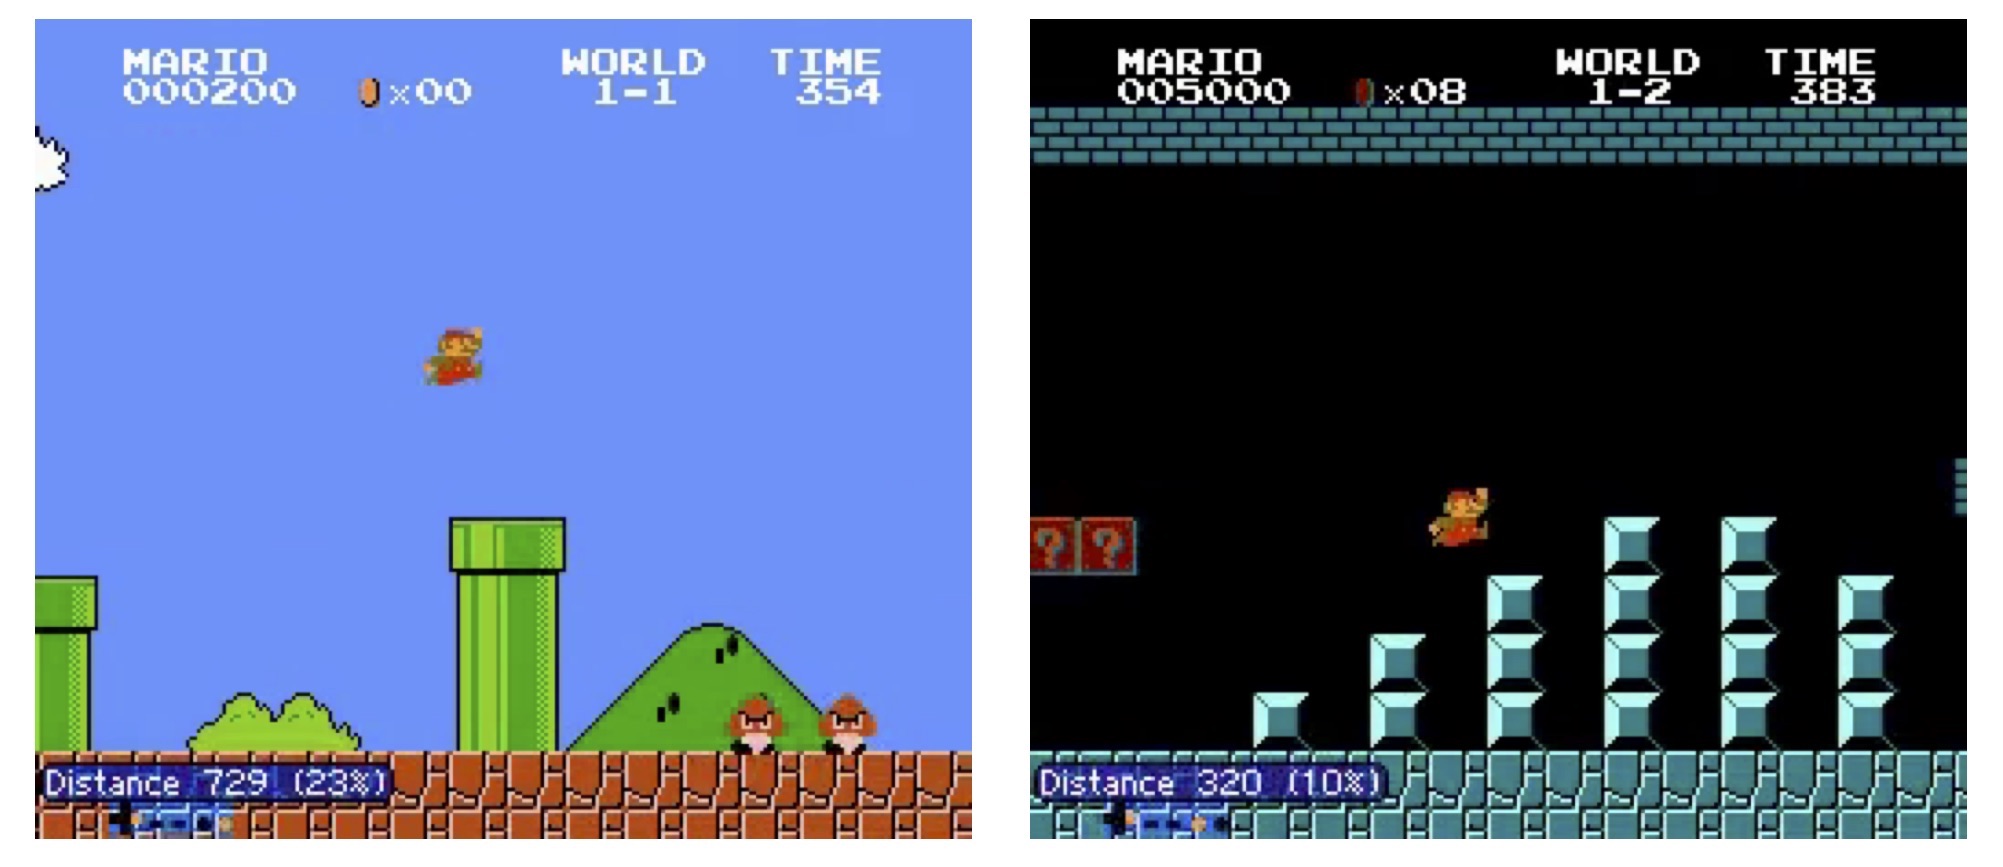 MARIO WORLD TIME
000200 ×00 1-1 354
Distance 729 (23%)
MARIO WORLD TIME
005000 ×08 1-2 383
? ?
Distance 320 (10%)